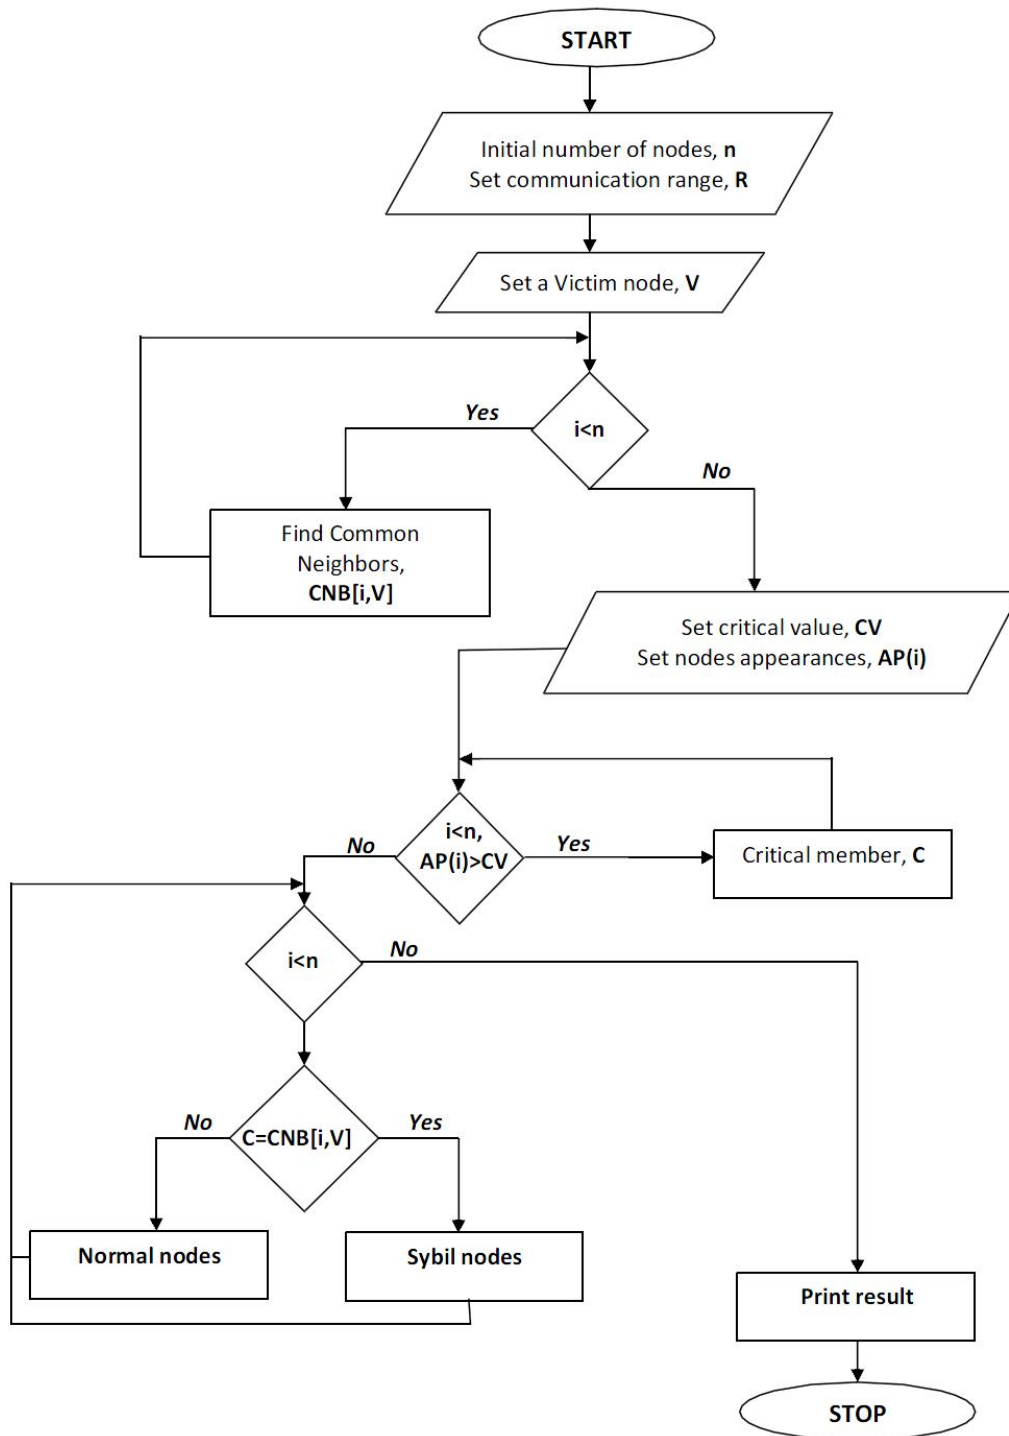 START
Initial number of nodes, n
Set communication range, R
Set a Victim node, V
Yes
i<n
No
Find Common
Neighbors,
CNB[i,V]
Set critical value, CV
Set nodes appearances, AP(i)
i<n,
AP(i)>CV
No
Yes
Critical member, C
i<n
No
No
C=CNB[i,V]
Yes
Normal nodes
Sybil nodes
Print result
STOP